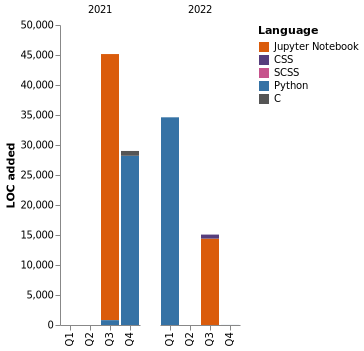 2021
2022
Language
Jupyter Notebook
CSS
SCSS
Python
C
LOC added
50,000
45,000
40,000
35,000
30,000
25,000
20,000
15,000
10,000
5,000
0
Q1
Q2
Q3
Q4
Q1
Q2
Q3
Q4